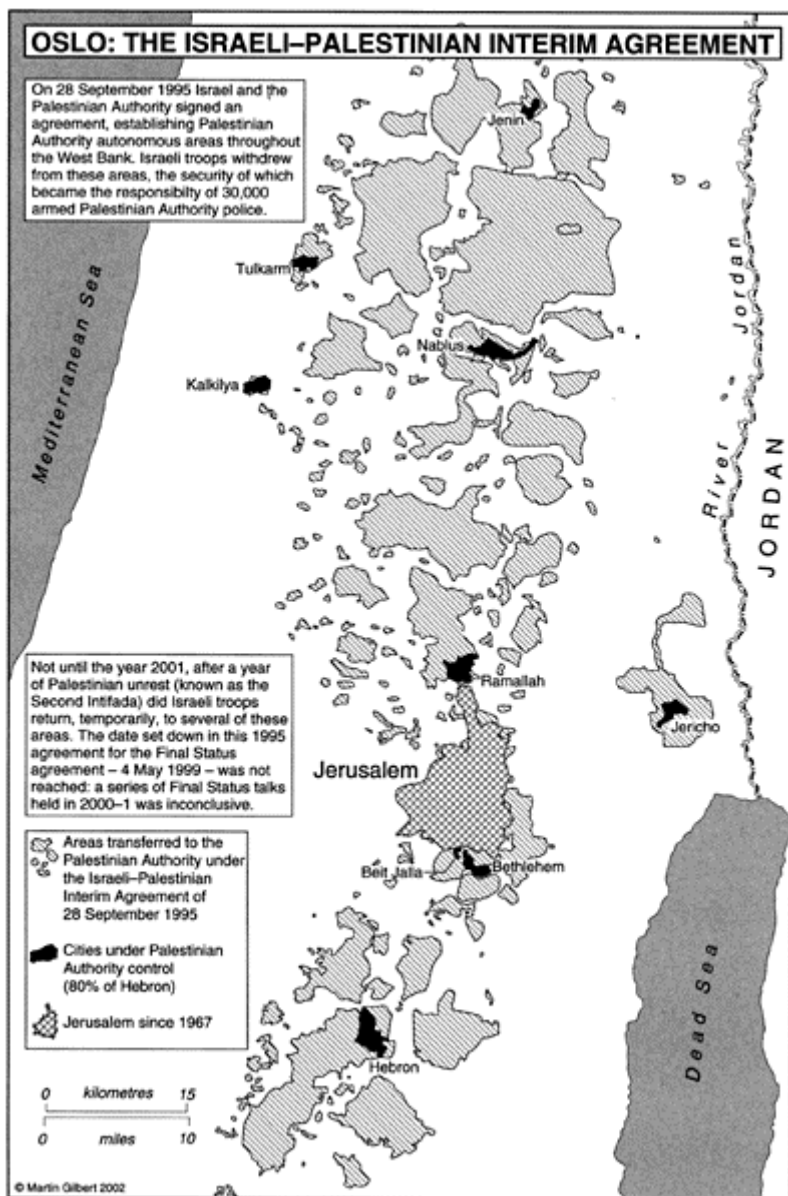 OSLO: THE ISRAELI–PALESTINIAN INTERIM AGREEMENT
On 28 September 1995 Israel and the
Palestinian Authority signed an
agreement, establishing Palestinian
Authority autonomous areas throughout
the West Bank. Israeli troops withdrew
from these areas, the security of which
became the responsibilty of 30,000
armed Palestinian Authority police.
Jenin
Tulkarm
Mediterranean Sea
Nablus
Kalkilya
River Jordan
JORDAN
Not until the year 2001, after a year
of Palestinian unrest (known as the
Second Intifada) did Israeli troops
return, temporarily, to several of these
areas. The date set down in this 1995
agreement for the Final Status
agreement – 4 May 1999 – was not
reached: a series of Final Status talks
held in 2000–1 was inconclusive.
Ramallah
Jericho
Jerusalem
Beit Jalla
Bethlehem
Dead Sea
Areas transferred to the
Palestinian Authority under
the Israeli–Palestinian
Interim Agreement of
28 September 1995
Cities under Palestinian
Authority control
(80% of Hebron)
Jerusalem since 1967
Hebron
0 kilometres 15
0 miles 10
© Martin Gilbert 2002